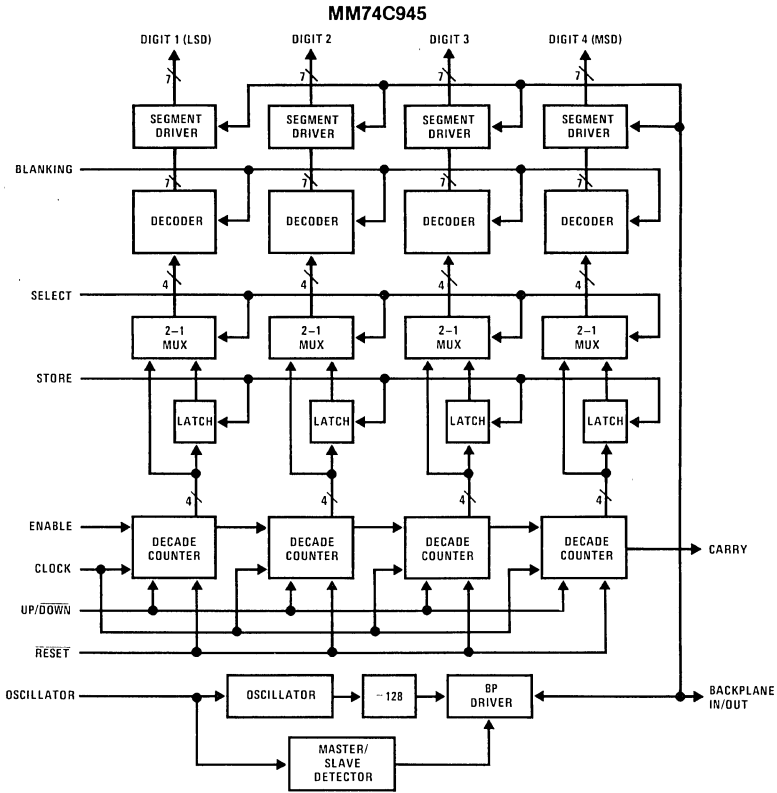 MM74C945
DIGIT 1 (LSD) DIGIT 2 DIGIT 3 DIGIT 4 (MSD)
7 7 7 7
SEGMENT DRIVER SEGMENT DRIVER SEGMENT DRIVER SEGMENT DRIVER
BLANKING
7 7 7 7
DECODER DECODER DECODER DECODER
4 4 4 4
SELECT
2-1 MUX 2-1 MUX 2-1 MUX 2-1 MUX
STORE
LATCH LATCH LATCH LATCH
4 4 4 4
ENABLE
DECADE COUNTER DECADE COUNTER DECADE COUNTER DECADE COUNTER
CARRY
CLOCK
UP/DOWN
RESET
OSCILLATOR OSCILLATOR -128 BP DRIVER BACKPLANE IN/OUT
MASTER/ SLAVE DETECTOR